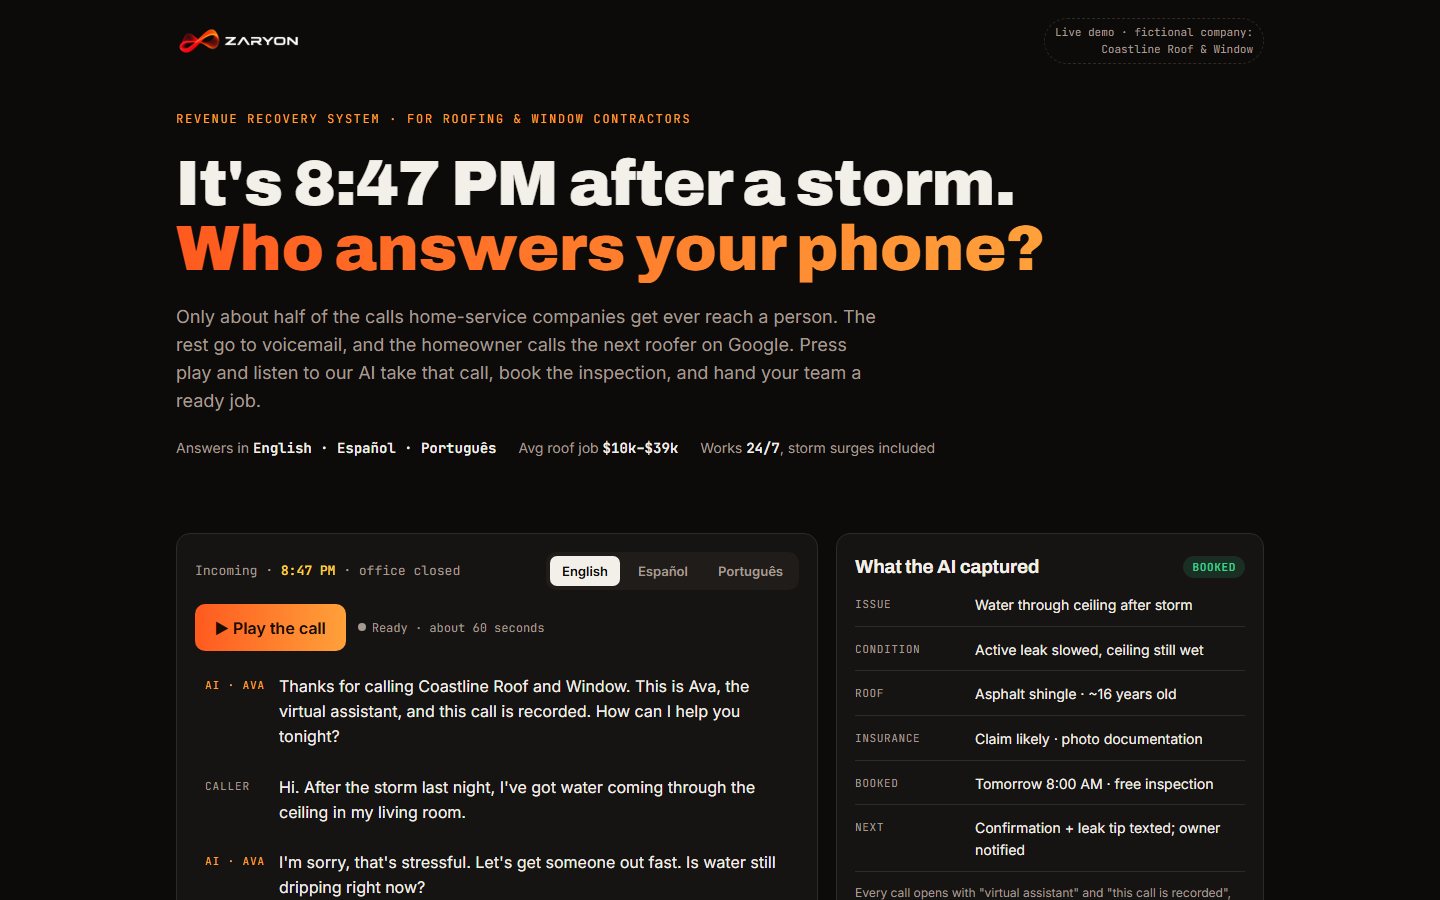 ZARYON
Live demo · fictional company:
Coastline Roof & Window
REVENUE RECOVERY SYSTEM · FOR ROOFING & WINDOW CONTRACTORS
It's 8:47 PM after a storm.
Who answers your phone?
Only about half of the calls home-service companies get ever reach a person. The
rest go to voicemail, and the homeowner calls the next roofer on Google. Press
play and listen to our AI take that call, book the inspection, and hand your team a
ready job.
Answers in English · Español · Português Avg roof job $10k–$39k Works 24/7, storm surges included
Incoming · 8:47 PM · office closed
English Español Português
▶ Play the call
Ready · about 60 seconds
AI · AVA Thanks for calling Coastline Roof and Window. This is Ava, the
virtual assistant, and this call is recorded. How can I help you
tonight?
CALLER Hi. After the storm last night, I've got water coming through the
ceiling in my living room.
AI · AVA I'm sorry, that's stressful. Let's get someone out fast. Is water still
dripping right now?
What the AI captured BOOKED
ISSUE Water through ceiling after storm
CONDITION Active leak slowed, ceiling still wet
ROOF Asphalt shingle · ~16 years old
INSURANCE Claim likely · photo documentation
BOOKED Tomorrow 8:00 AM · free inspection
NEXT Confirmation + leak tip texted; owner
notified
Every call opens with "virtual assistant" and "this call is recorded",